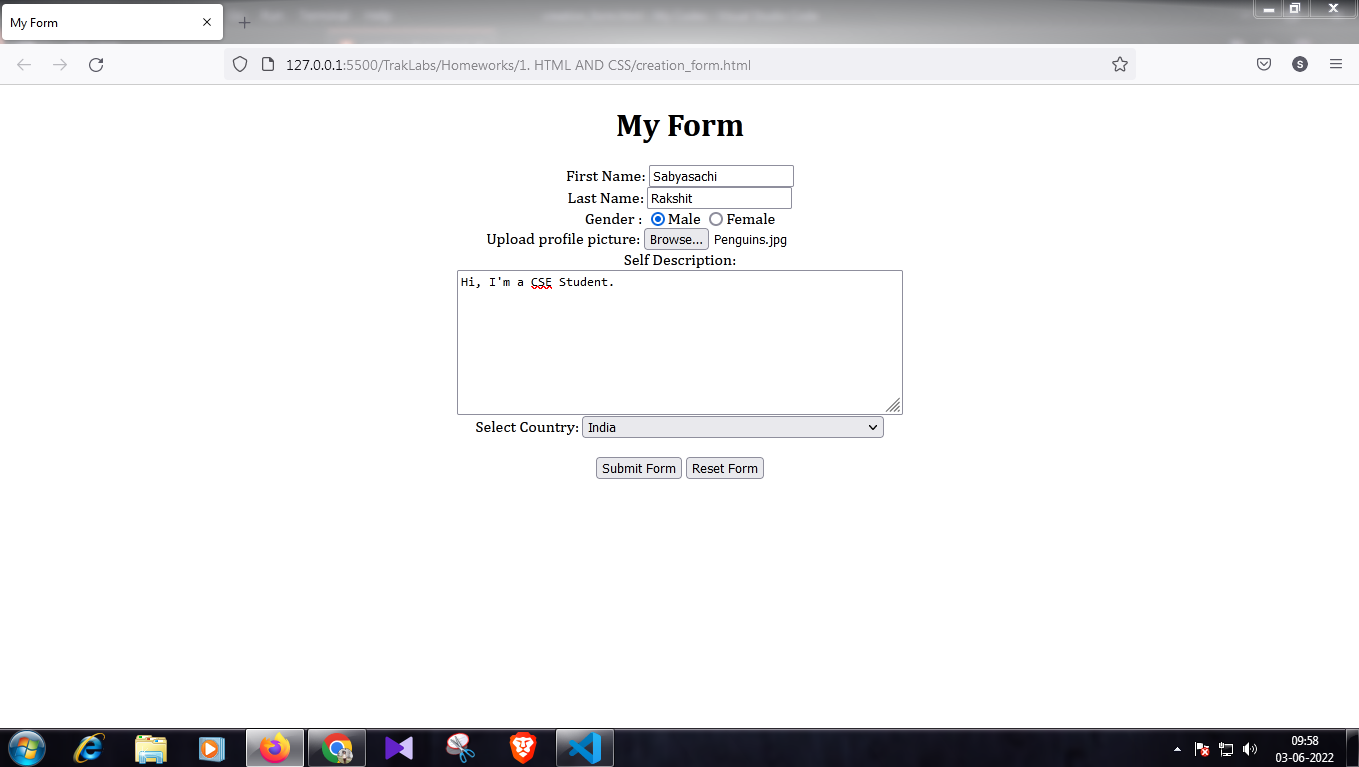 My Form
127.0.0.1:5500/TrakLabs/Homeworks/1. HTML AND CSS/creation_form.html
S
My Form
First Name: Sabyasachi
Last Name: Rakshit
Gender : Male Female
Upload profile picture: Browse... Penguins.jpg
Self Description:
Hi, I'm a CSE Student.
Select Country: India
Submit Form Reset Form
09:58
03-06-2022